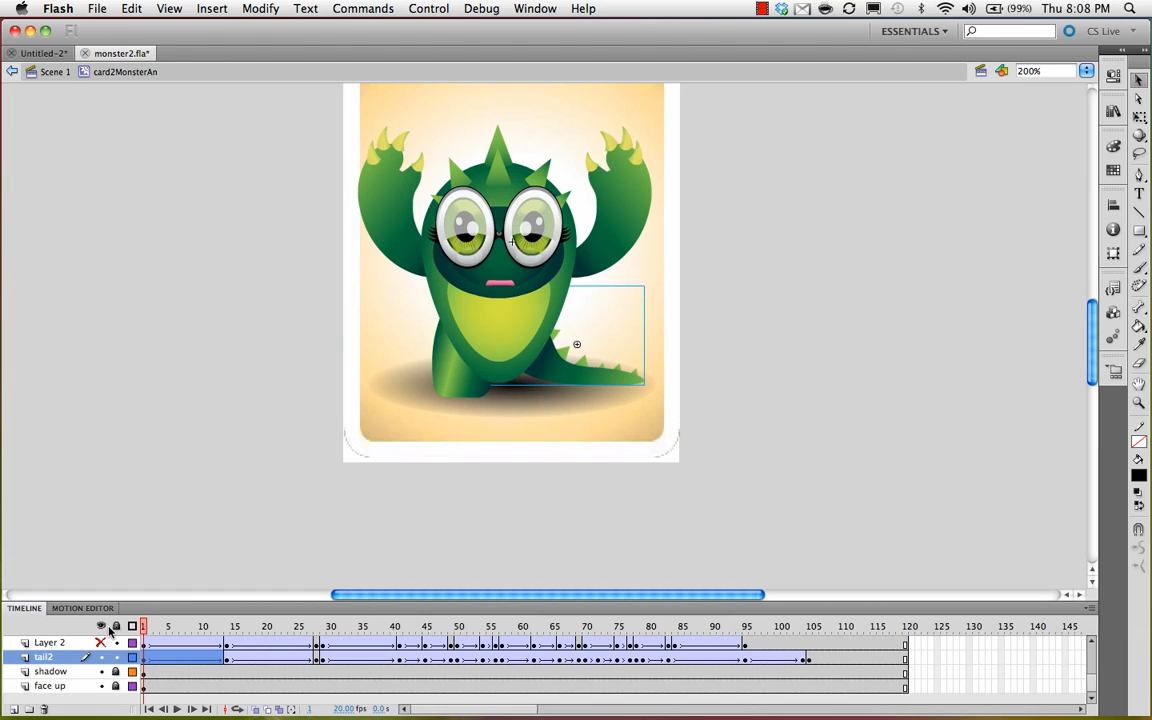 Flash File Edit View Insert Modify Text Commands Control Debug Window Help (99%) Thu 8:08 PM
Fl ESSENTIALS CS Live
Untitled-2* monster2.fla*
Scene 1 card2MonsterAn 200%
TIMELINE MOTION EDITOR
1 5 10 15 20 25 30 35 40 45 50 55 60 65 70 75 80 85 90 95 100 105 110 115 120 125 130 135 140 145
Layer 2
tail2
shadow
face up
1 20.00 fps 0.0 s